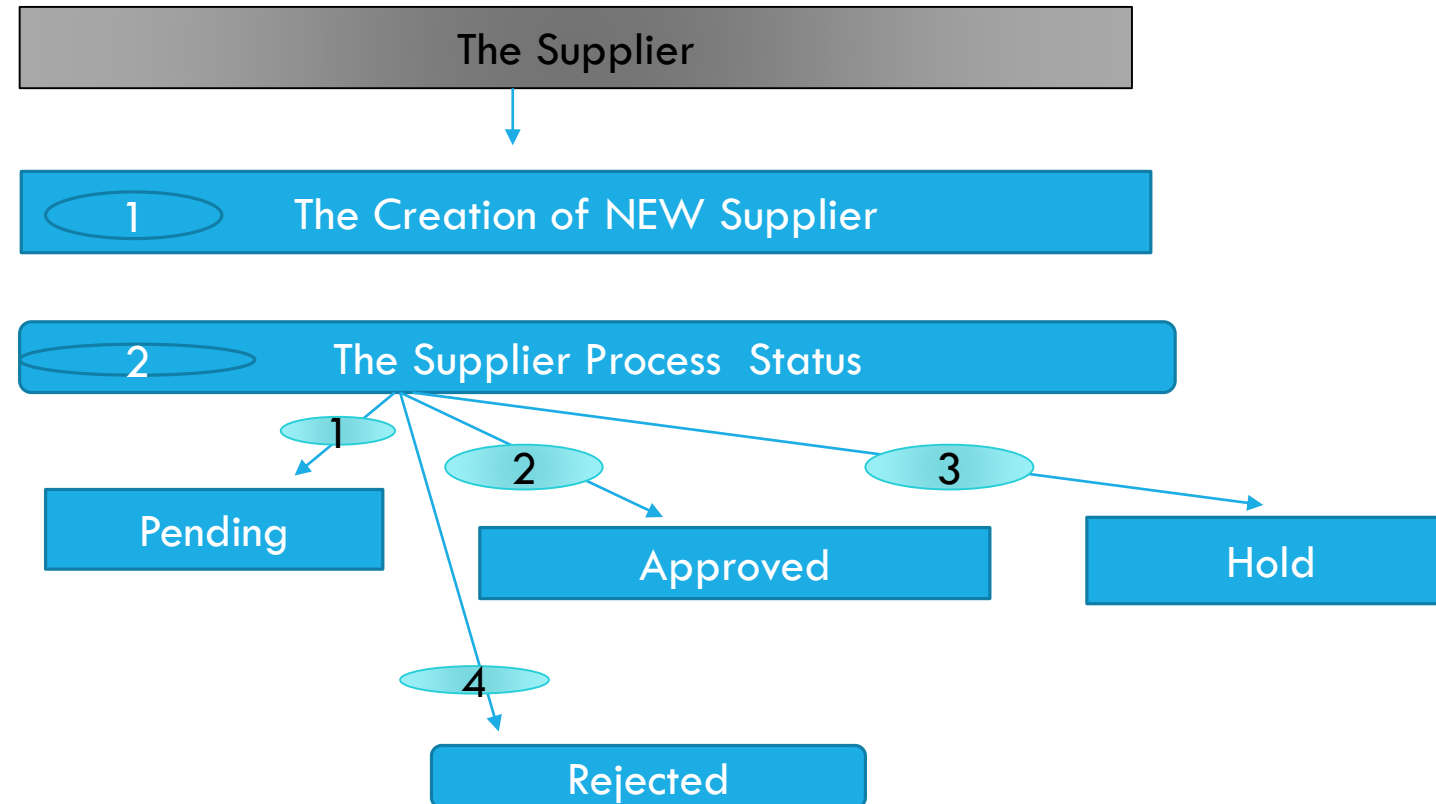 The Supplier
1 The Creation of NEW Supplier
2 The Supplier Process Status
1
2
3
Pending
Approved
Hold
4
Rejected